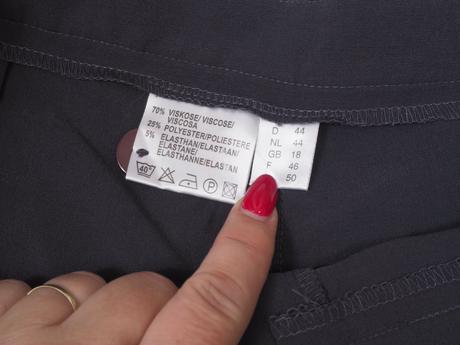 70% VISKOSE/ VISCOSE/
VISCOSA
25% POLYESTER/POLIESTERE
5% ELASTHAN/ELASTAAN/
ELASTANE/
ELASTHANNE/ELASTAN
40°
P
D 44
NL 44
GB 18
F 46
50